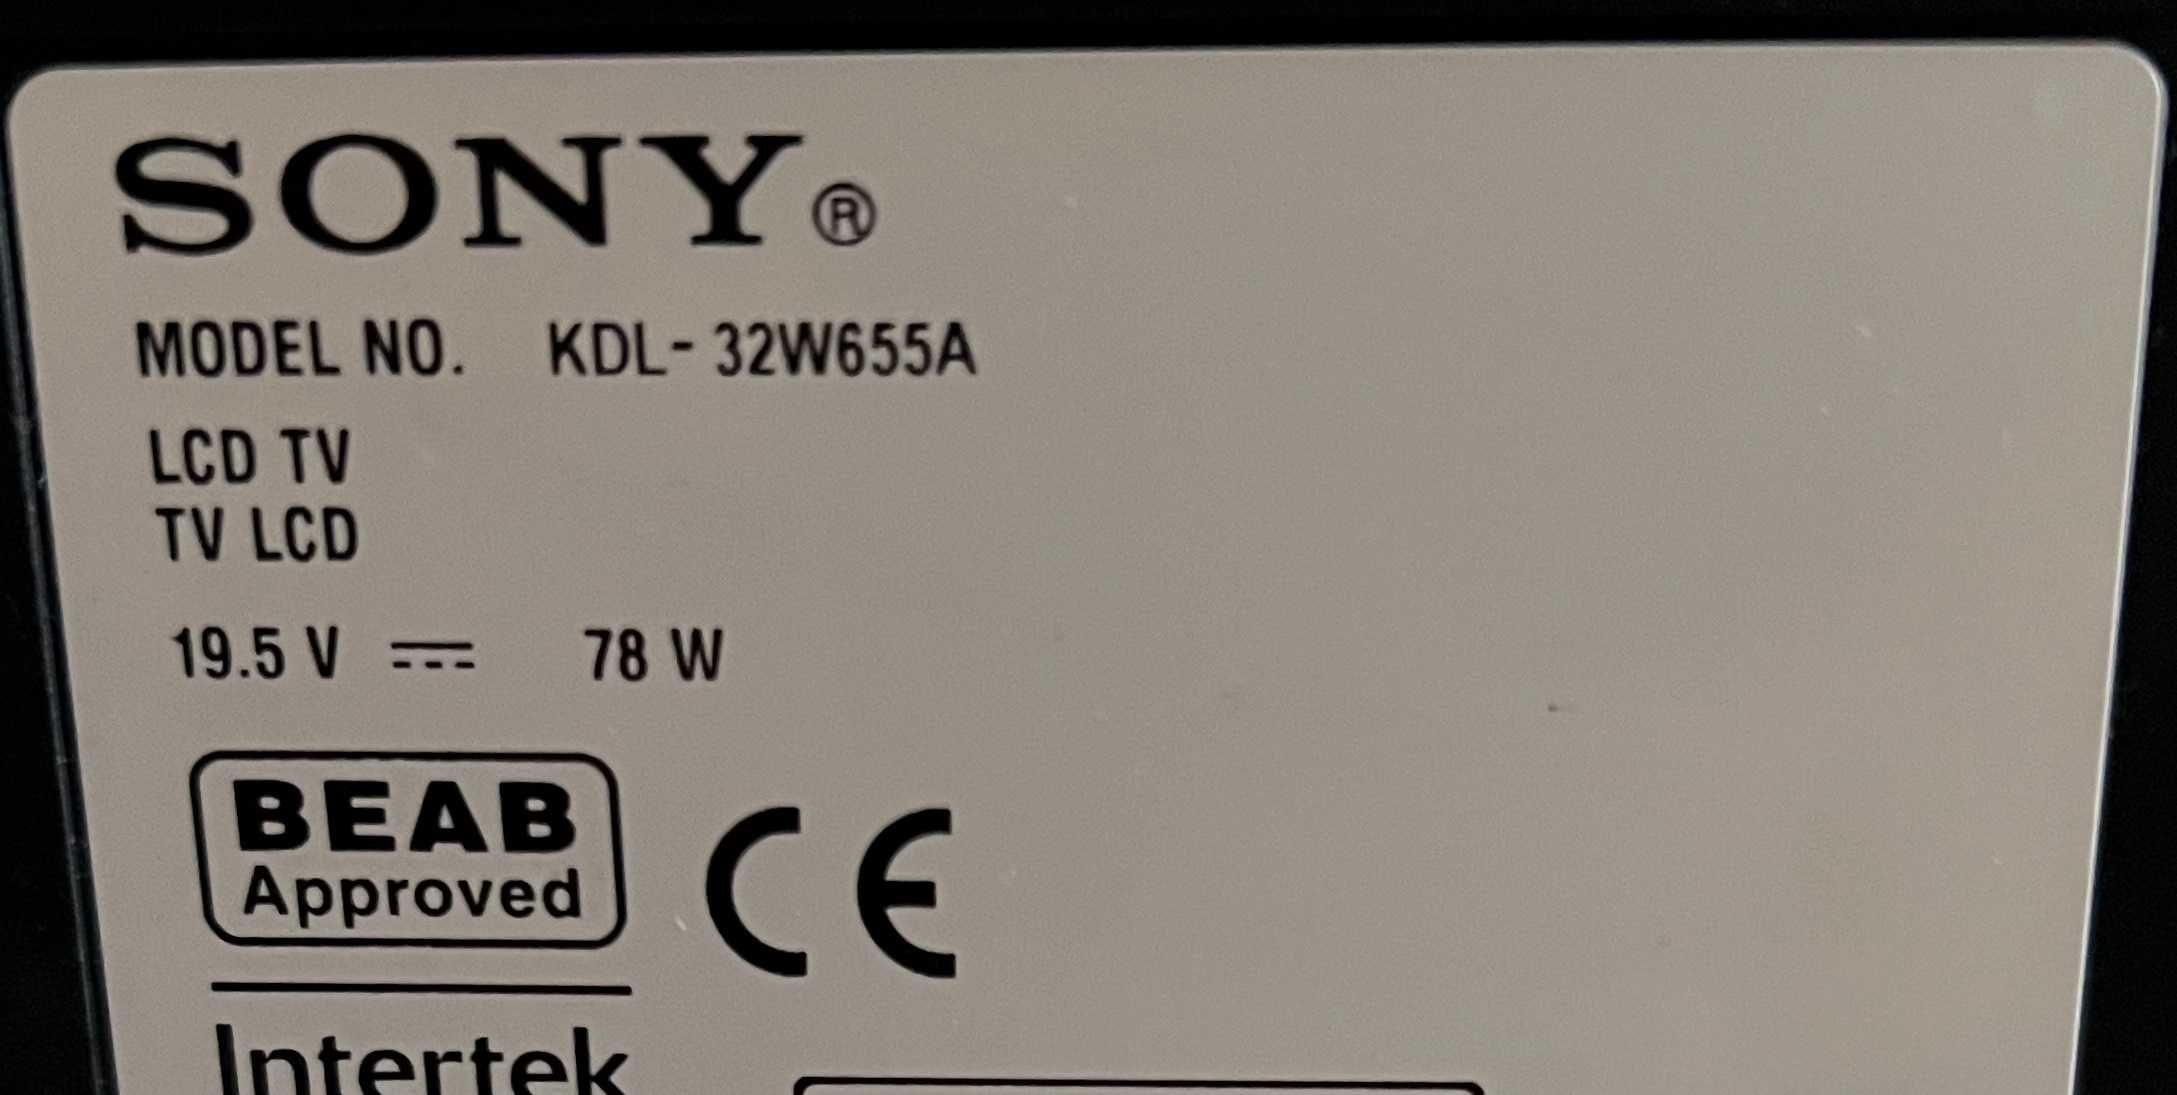 SONY®
MODEL NO. KDL-32W655A
LCD TV
TV LCD
19.5 V ⎓ 78 W
BEAB
Approved
CE
Intertek